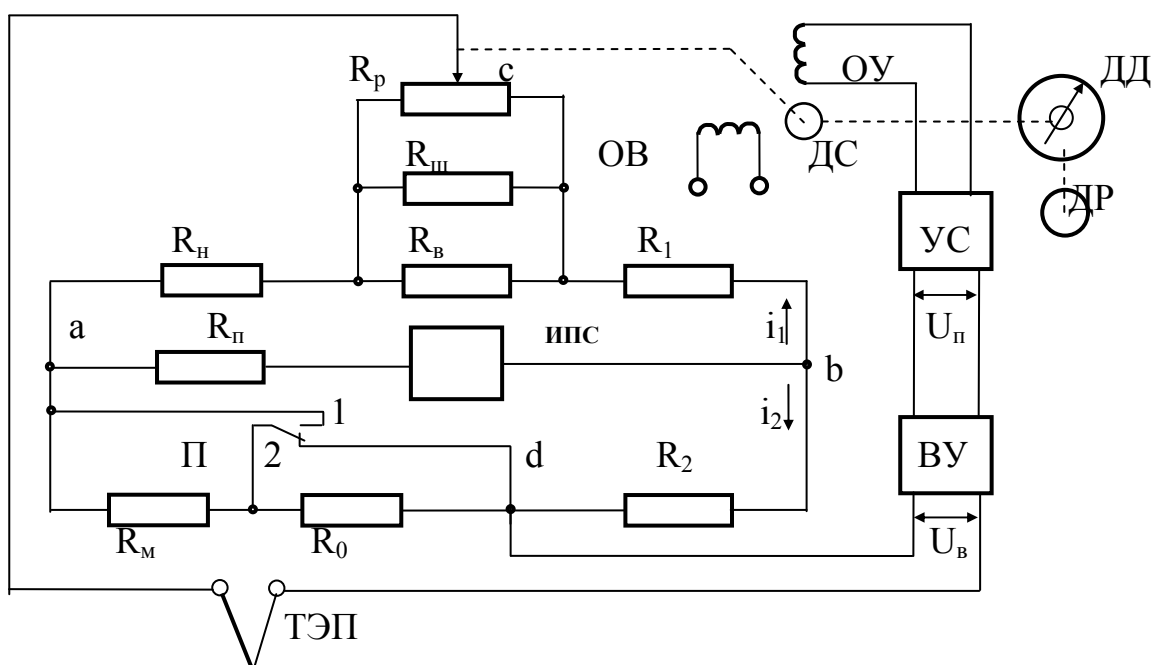 ОУ
ДД
Rр
c
Rш
ОВ
ДС
ДР
УС
Rн
Rв
R1
a
Rп
ИПС
i1
Uп
b
1
i2
П
2
d
R2
ВУ
Rм
R0
Uв
ТЭП